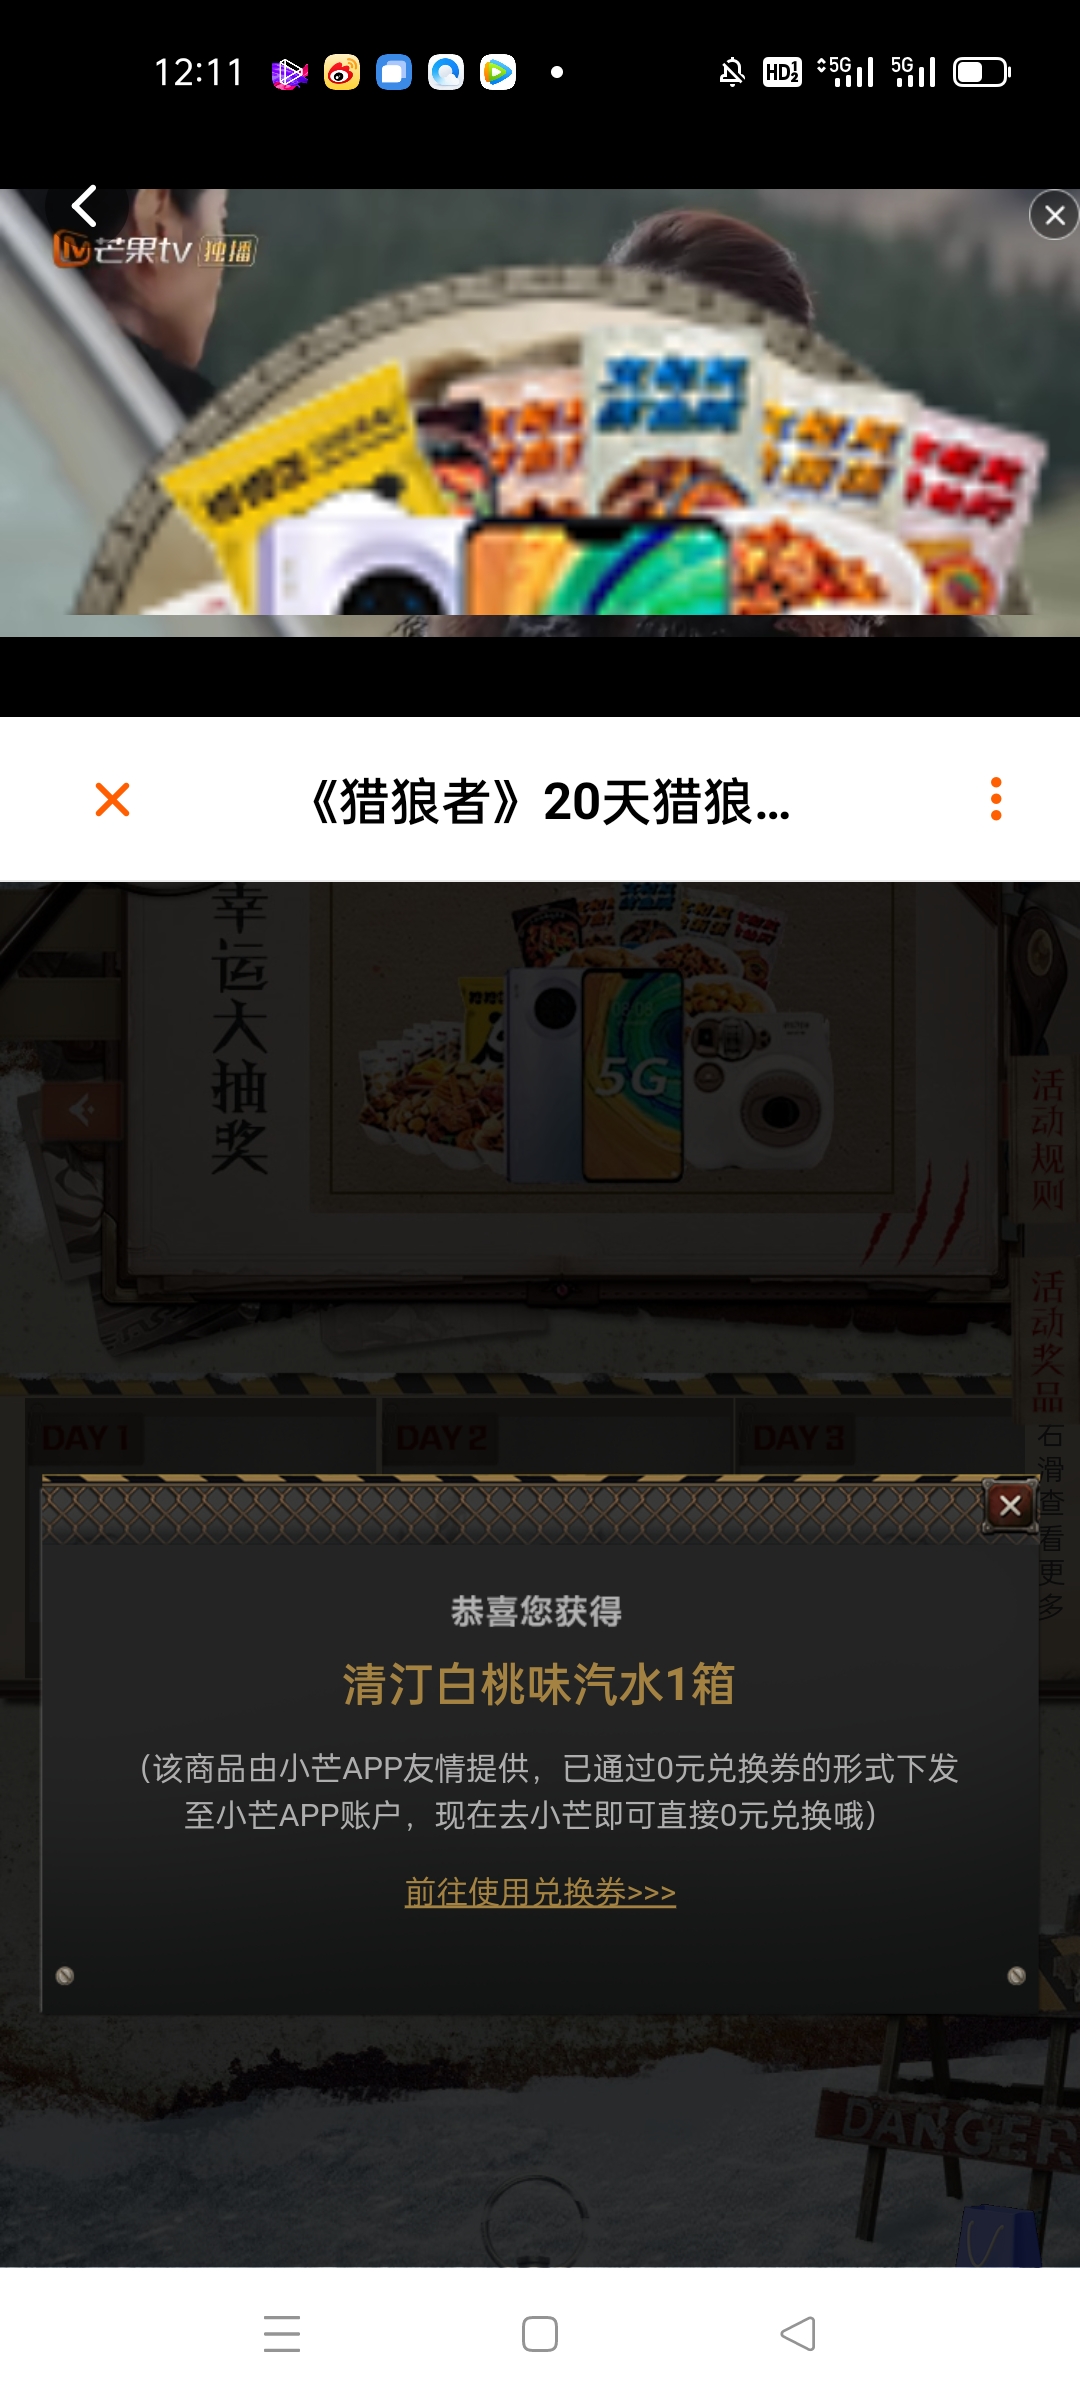 12:11
HD12
5G
5G
芒果tv 独播
《猎狼者》20天猎狼...
幸运大抽奖
5G
活动规则
活动奖品
DAY 1
DAY 2
DAY 3
右滑查看更多
恭喜您获得
清汀白桃味汽水1箱
(该商品由小芒APP友情提供，已通过0元兑换券的形式下发
至小芒APP账户，现在去小芒即可直接0元兑换哦)
前往使用兑换券>>>
DANGER